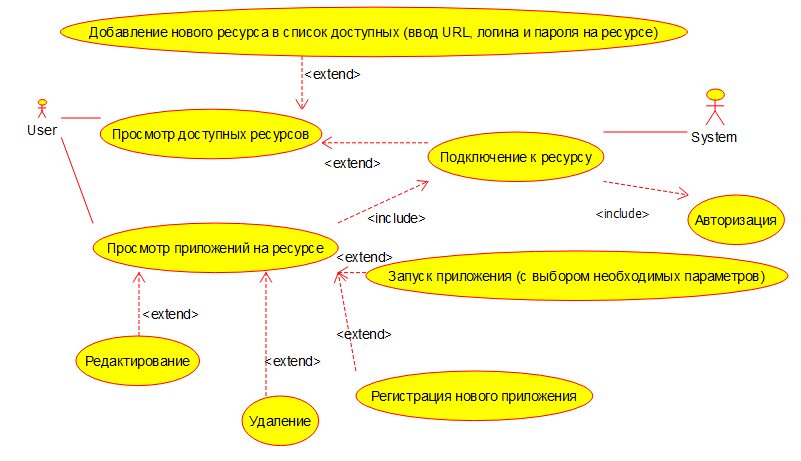 Добавление нового ресурса в список доступных (ввод URL, логина и пароля на ресурсе)
<extend>
User
Просмотр доступных ресурсов
System
<extend>
Подключение к ресурсу
<include>
<include>
Авторизация
Просмотр приложений на ресурсе
<extend>
Запуск приложения (с выбором необходимых параметров)
<extend>
<extend>
<extend>
Редактирование
Регистрация нового приложения
Удаление